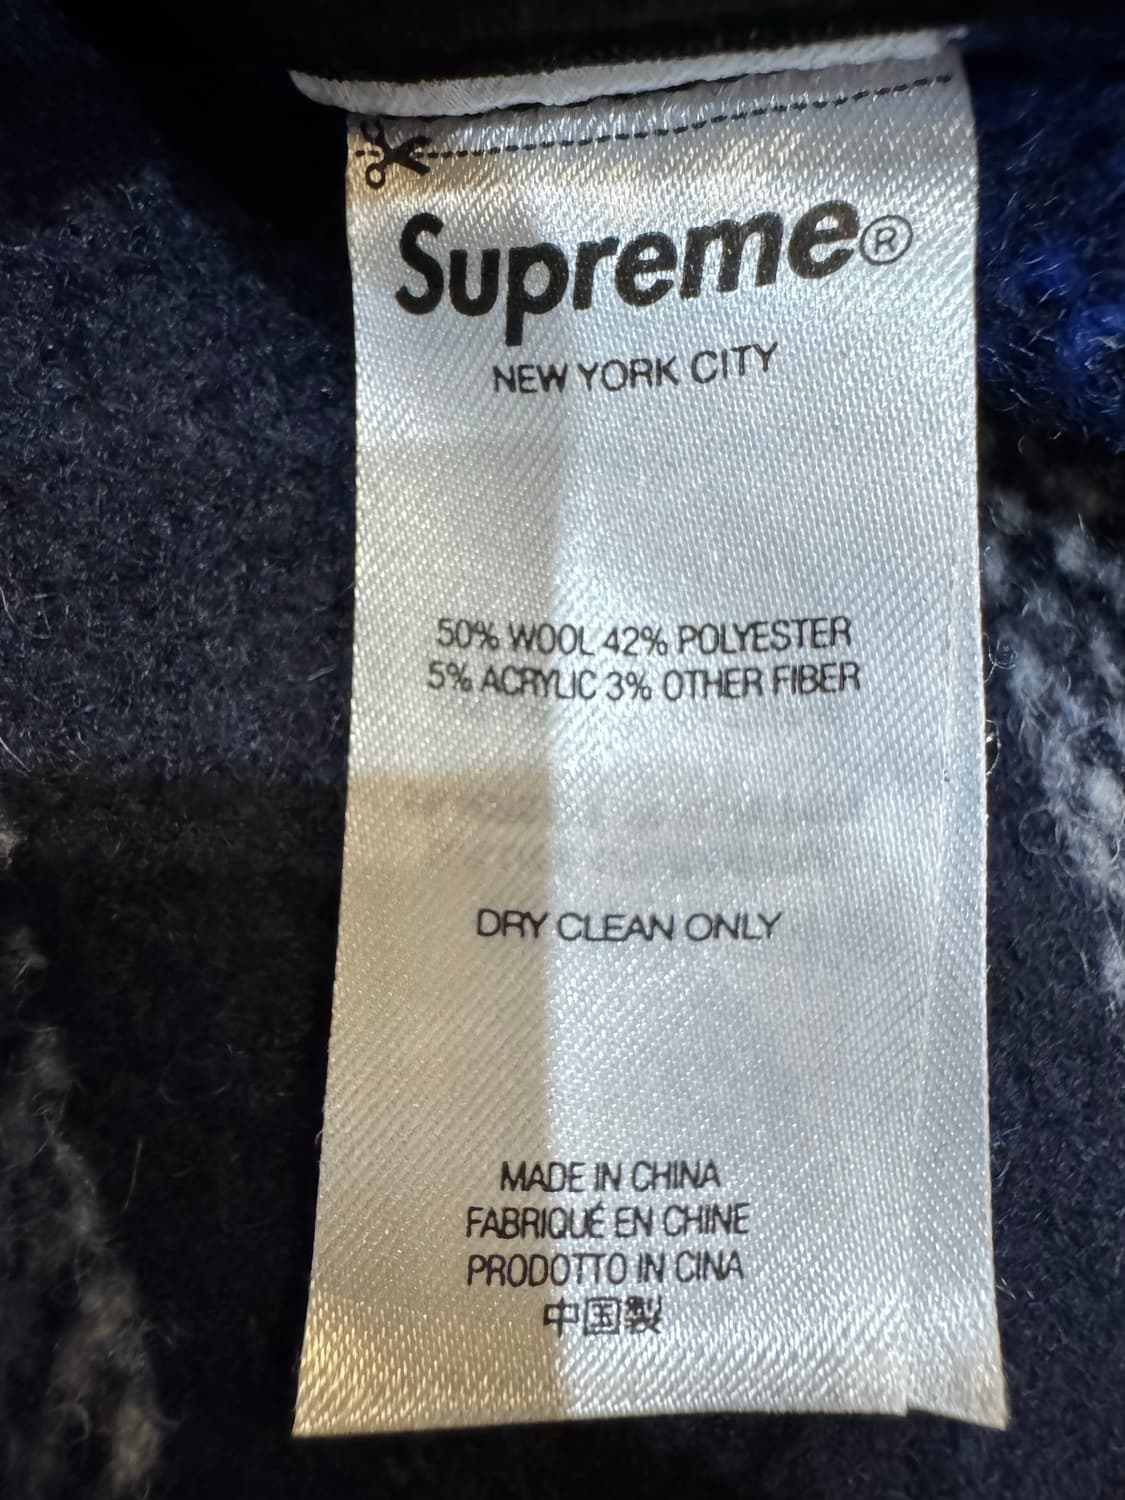 Supreme®
NEW YORK CITY
50% WOOL 42% POLYESTER
5% ACRYLIC 3% OTHER FIBER
DRY CLEAN ONLY
MADE IN CHINA
FABRIQUÉ EN CHINE
PRODOTTO IN CINA
中国製